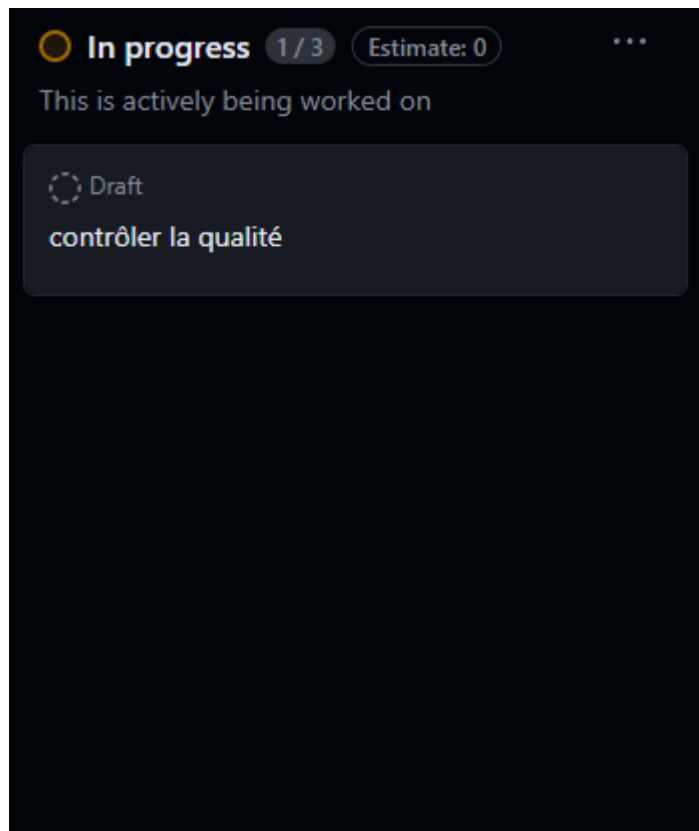 In progress 1 / 3 Estimate: 0
This is actively being worked on
Draft
contrôler la qualité